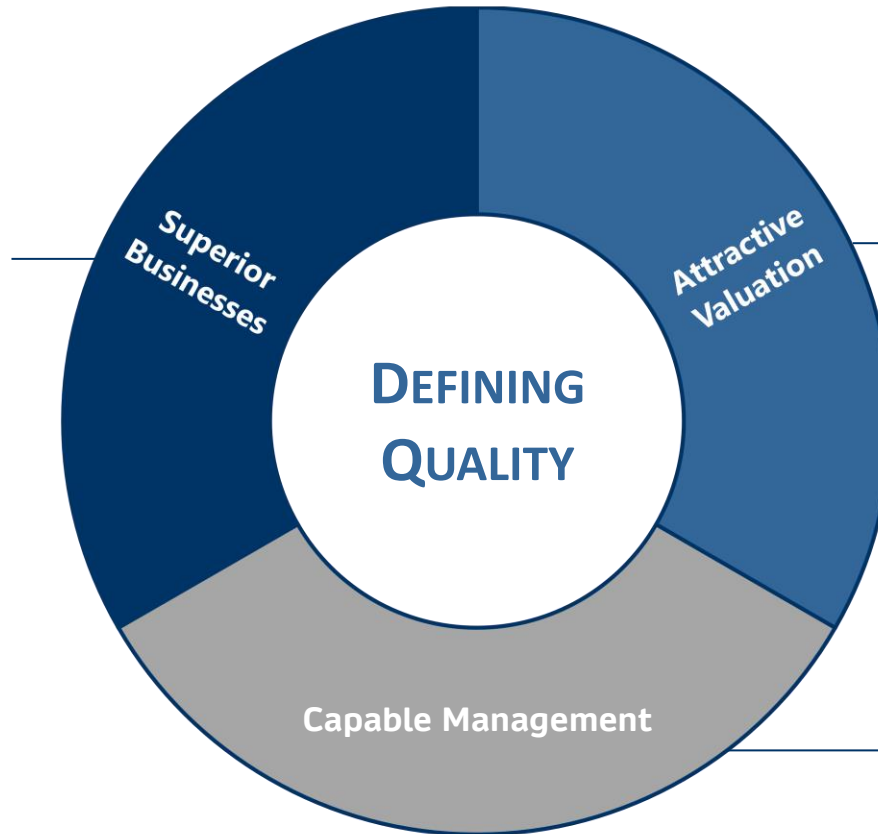 Superior
Businesses
Attractive
Valuation
DEFINING
QUALITY
Capable Management